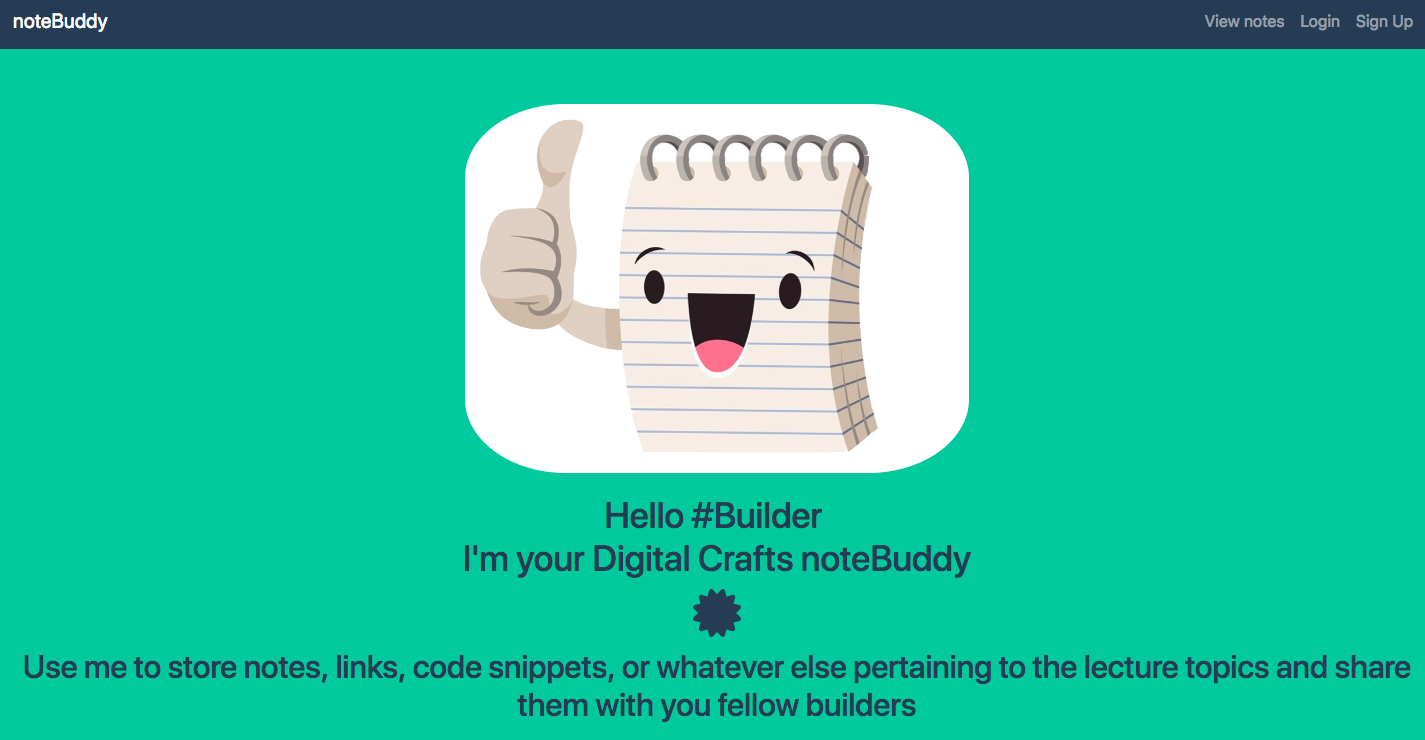 noteBuddy
View notes Login Sign Up
Hello #Builder
I'm your Digital Crafts noteBuddy
Use me to store notes, links, code snippets, or whatever else pertaining to the lecture topics and share
them with you fellow builders